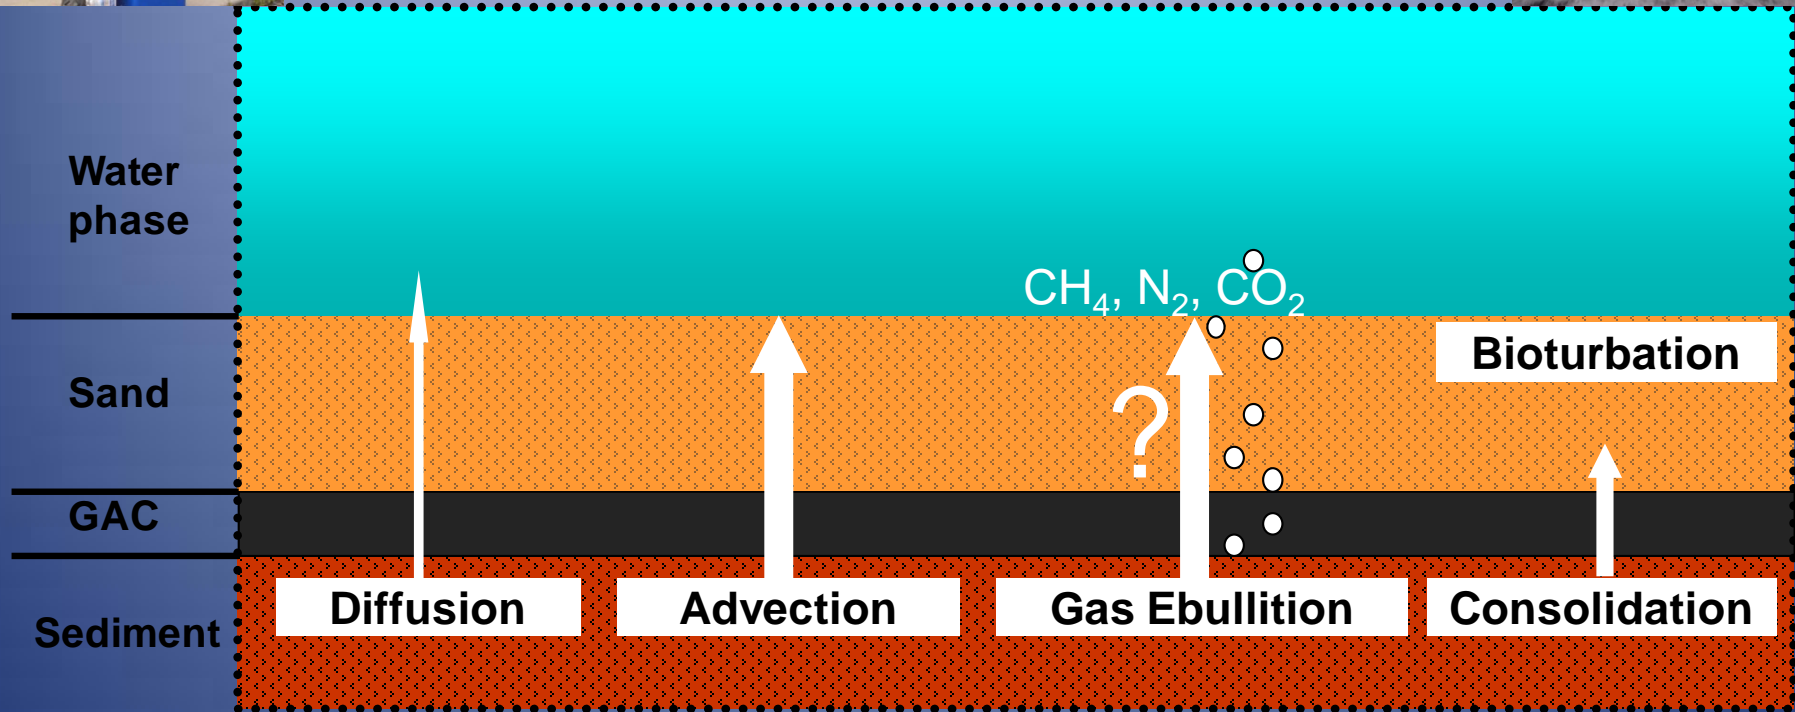 Water
phase
CH₄, N₂, CO₂
Bioturbation
Sand
?
GAC
Diffusion
Advection
Gas Ebullition
Consolidation
Sediment